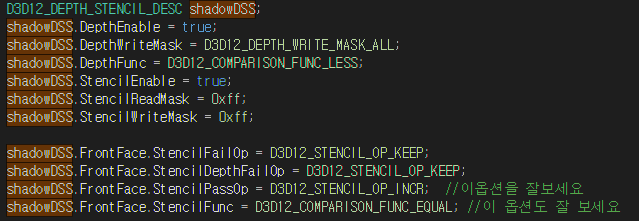 D3D12_DEPTH_STENCIL_DESC shadowDSS;
shadowDSS.DepthEnable = true;
shadowDSS.DepthWriteMask = D3D12_DEPTH_WRITE_MASK_ALL;
shadowDSS.DepthFunc = D3D12_COMPARISON_FUNC_LESS;
shadowDSS.StencilEnable = true;
shadowDSS.StencilReadMask = 0xff;
shadowDSS.StencilWriteMask = 0xff;
shadowDSS.FrontFace.StencilFailOp = D3D12_STENCIL_OP_KEEP;
shadowDSS.FrontFace.StencilDepthFailOp = D3D12_STENCIL_OP_KEEP;
shadowDSS.FrontFace.StencilPassOp = D3D12_STENCIL_OP_INCR;  //이옵션을 잘보세요
shadowDSS.FrontFace.StencilFunc = D3D12_COMPARISON_FUNC_EQUAL; //이 옵션도 잘 보세요